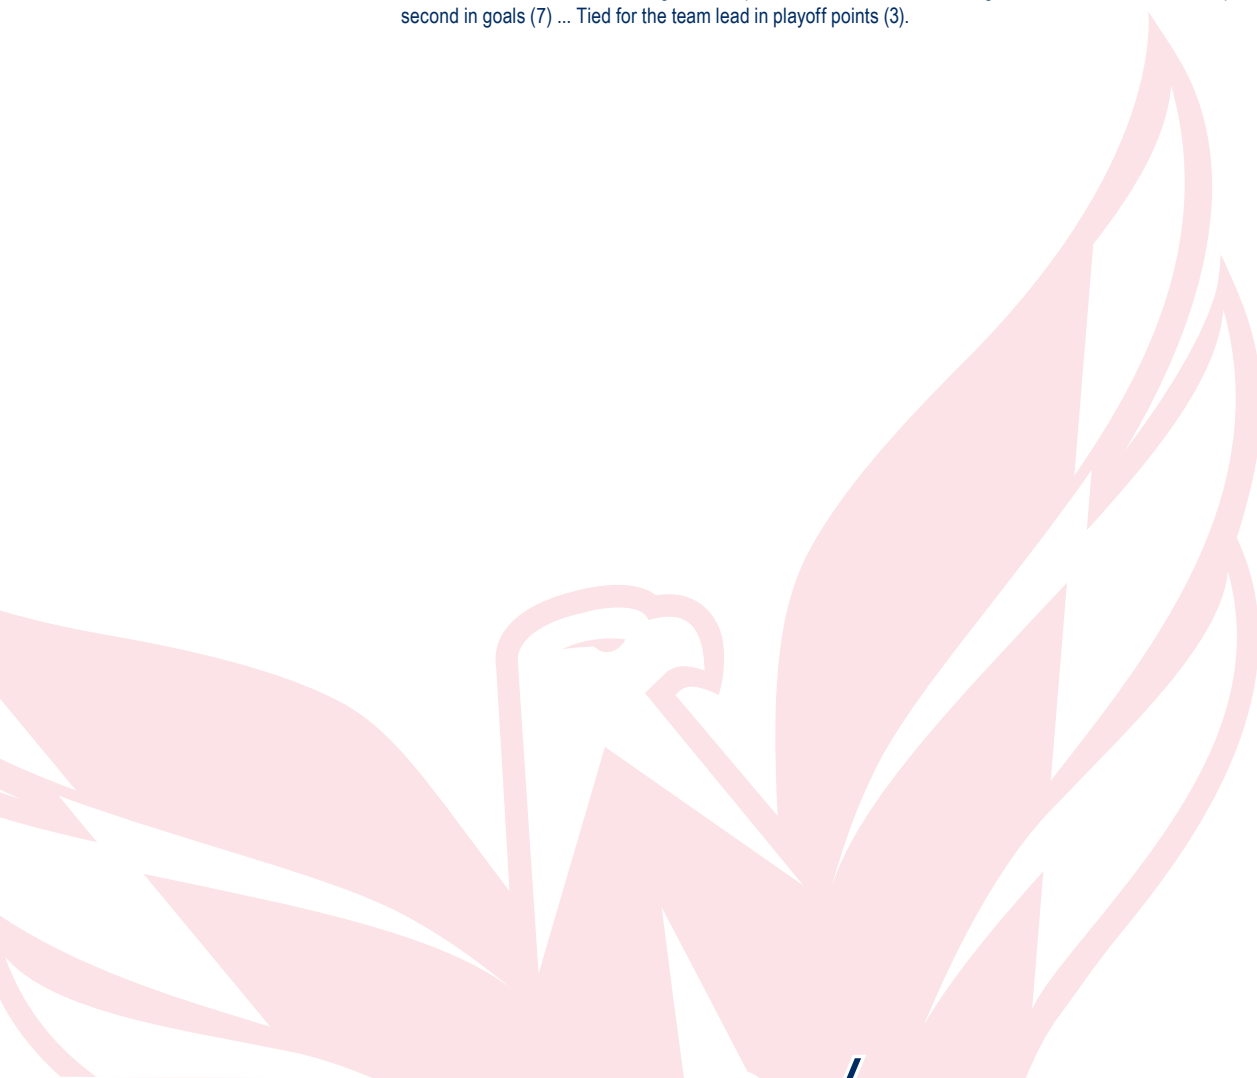 second in goals (7) ... Tied for the team lead in playoff points (3).